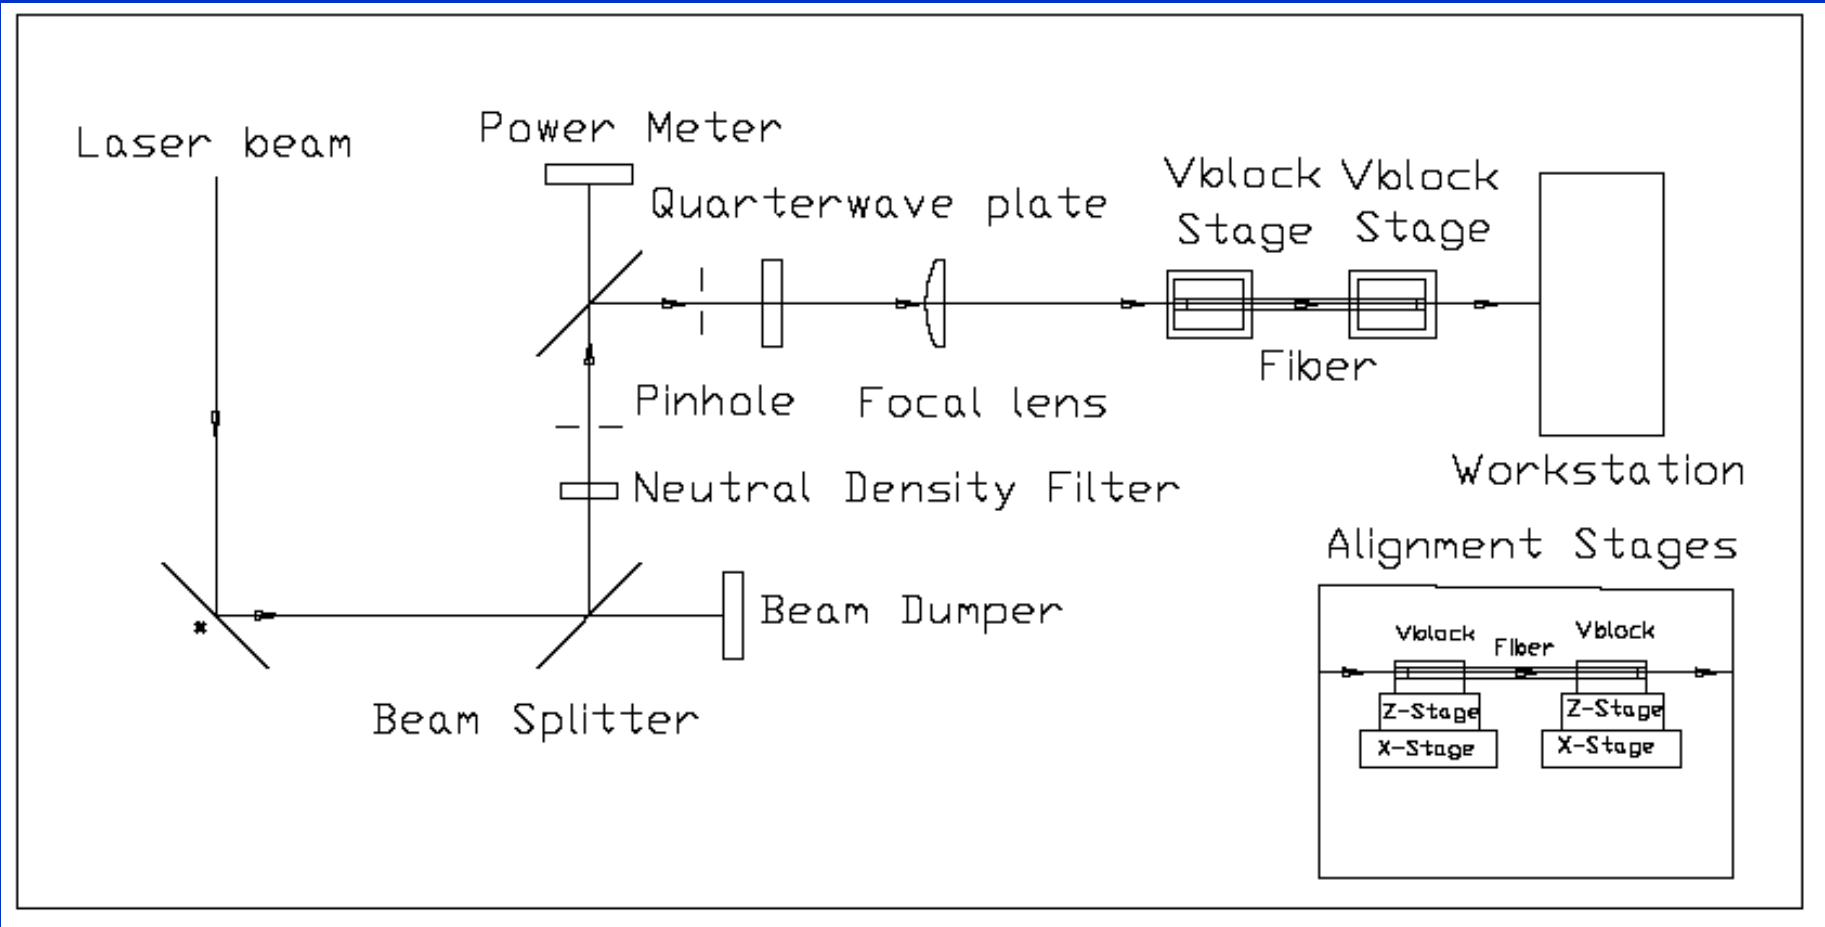 Laser beam
Power Meter
Quarterwave plate
Vblock
Stage
Vblock
Stage
Fiber
Pinhole
Focal lens
Neutral Density Filter
Workstation
Beam Dumper
Beam Splitter
Alignment Stages
Vblock
Fiber
Vblock
Z-Stage
Z-Stage
X-Stage
X-Stage